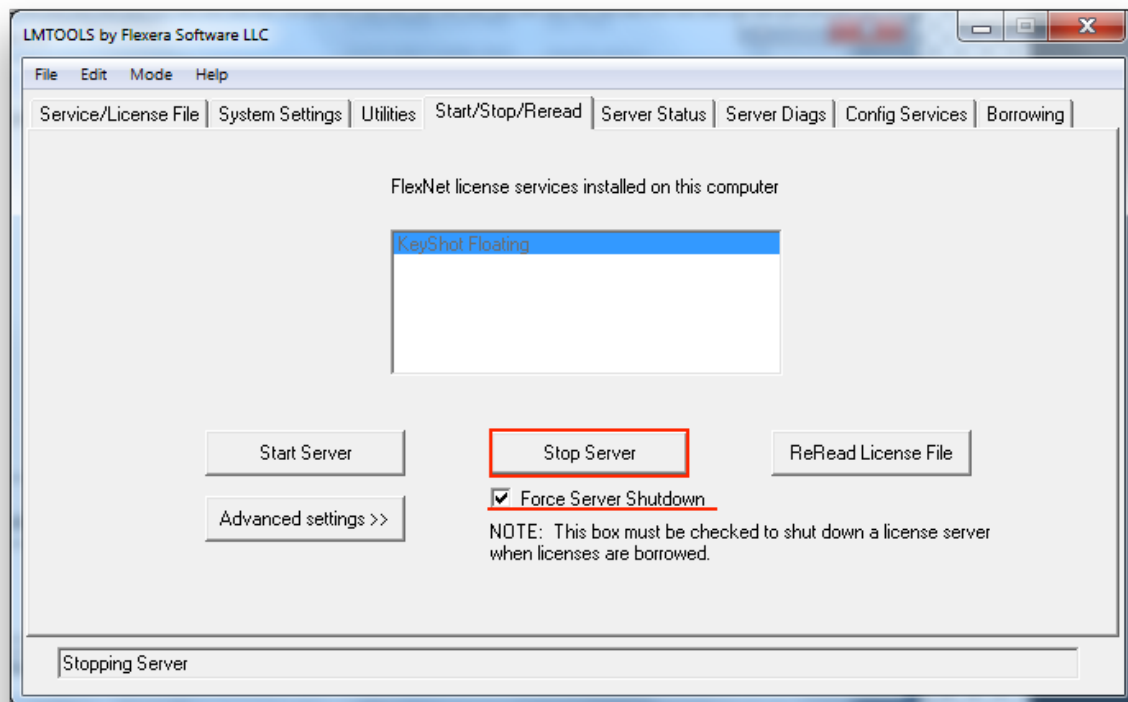 LMTOOLS by Flexera Software LLC
File Edit Mode Help
Service/License File System Settings Utilities Start/Stop/Reread Server Status Server Diags Config Services Borrowing
FlexNet license services installed on this computer
KeyShot Floating
Start Server Stop Server ReRead License File
Force Server Shutdown
Advanced settings >>
NOTE: This box must be checked to shut down a license server
when licenses are borrowed.
Stopping Server